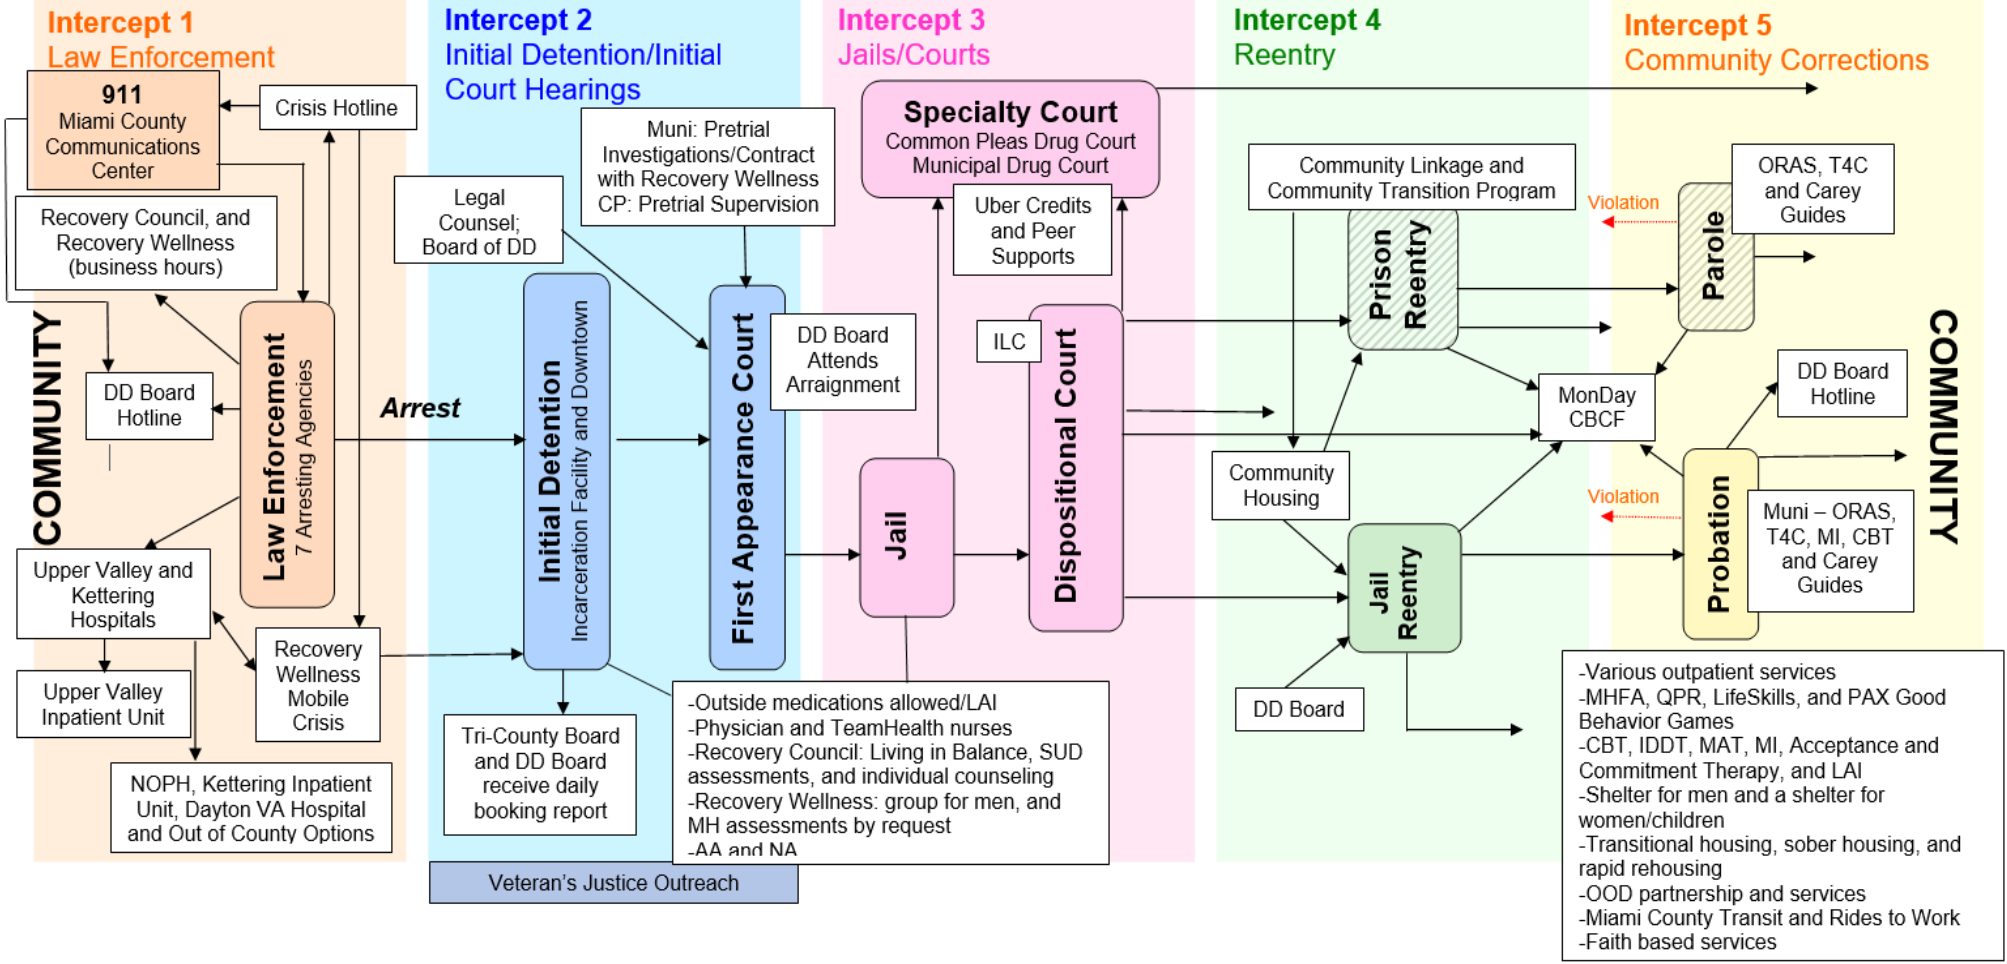 Intercept 1
Law Enforcement
911
Miami County
Communications
Center
Crisis Hotline
Recovery Council, and
Recovery Wellness
(business hours)
COMMUNITY
DD Board
Hotline
Law Enforcement
7 Arresting Agencies
Arrest
Upper Valley and
Kettering
Hospitals
Upper Valley
Inpatient Unit
Recovery
Wellness
Mobile
Crisis
NOPH, Kettering Inpatient
Unit, Dayton VA Hospital
and Out of County Options
Intercept 2
Initial Detention/Initial
Court Hearings
Muni: Pretrial
Investigations/Contract
with Recovery Wellness
CP: Pretrial Supervision
Legal
Counsel;
Board of DD
Initial Detention
Incarceration Facility and Downtown
First Appearance Court
DD Board
Attends
Arraignment
Tri-County Board
and DD Board
receive daily
booking report
Veteran's Justice Outreach
Intercept 3
Jails/Courts
Specialty Court
Common Pleas Drug Court
Municipal Drug Court
Uber Credits
and Peer
Supports
ILC
Jail
Dispositional Court
-Outside medications allowed/LAI
-Physician and TeamHealth nurses
-Recovery Council: Living in Balance, SUD
assessments, and individual counseling
-Recovery Wellness: group for men, and
MH assessments by request
-AA and NA
Intercept 4
Reentry
Community Linkage and
Community Transition Program
Prison
Reentry
Community
Housing
Jail
Reentry
DD Board
MonDay
CBCF
Intercept 5
Community Corrections
ORAS, T4C
and Carey
Guides
Violation
Parole
DD Board
Hotline
Violation
Probation
Muni – ORAS,
T4C, MI, CBT
and Carey
Guides
COMMUNITY
-Various outpatient services
-MHFA, QPR, LifeSkills, and PAX Good
Behavior Games
-CBT, IDDT, MAT, MI, Acceptance and
Commitment Therapy, and LAI
-Shelter for men and a shelter for
women/children
-Transitional housing, sober housing, and
rapid rehousing
-OOD partnership and services
-Miami County Transit and Rides to Work
-Faith based services